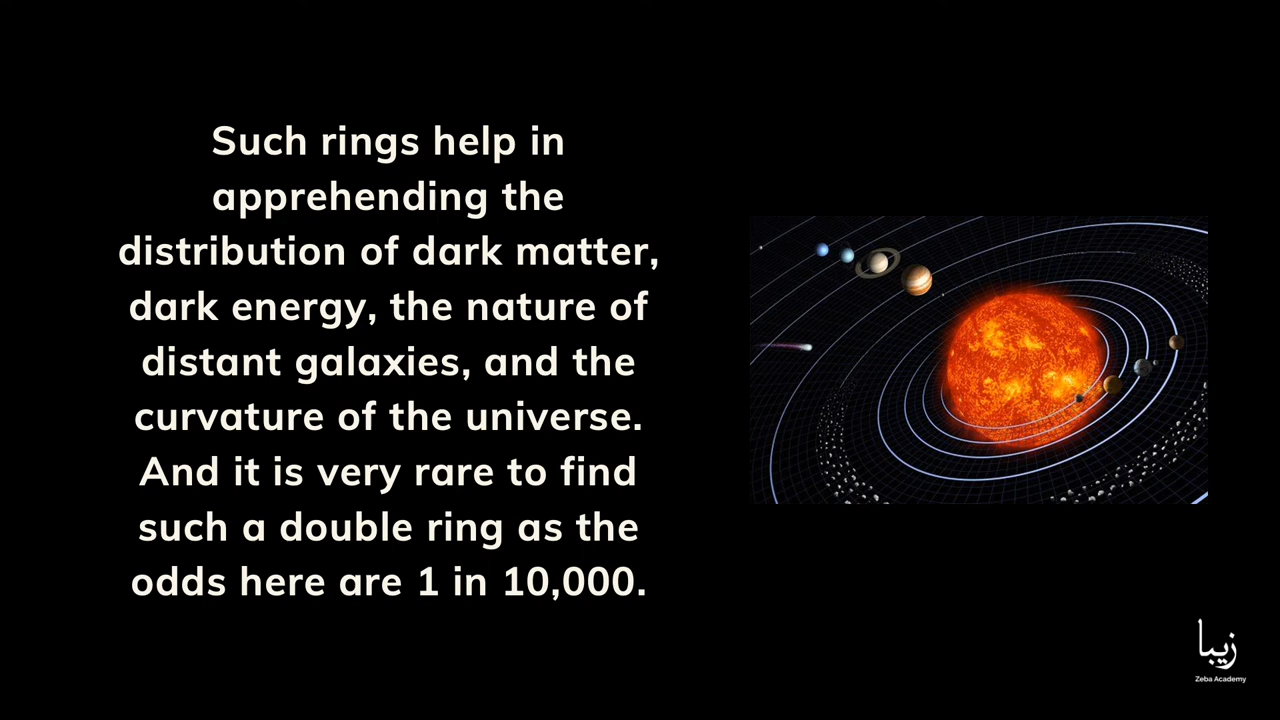 Such rings help in
apprehending the
distribution of dark matter,
dark energy, the nature of
distant galaxies, and the
curvature of the universe.
And it is very rare to find
such a double ring as the
odds here are 1 in 10,000.
زیبا
Zeba Academy